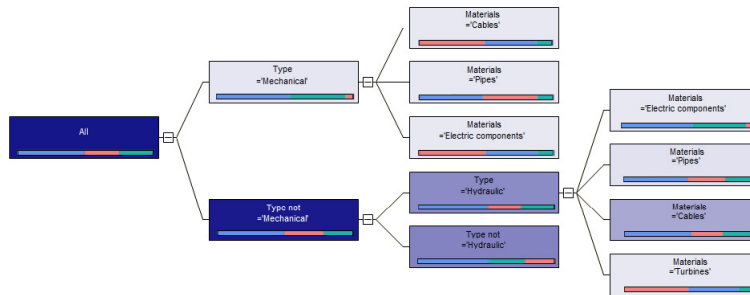 All
Type
='Mechanical'
Type not
='Mechanical'
Materials
='Cables'
Materials
='Pipes'
Materials
='Electric components'
Type
='Hydraulic'
Type not
='Hydraulic'
Materials
='Electric components'
Materials
='Pipes'
Materials
='Cables'
Materials
='Turbines'